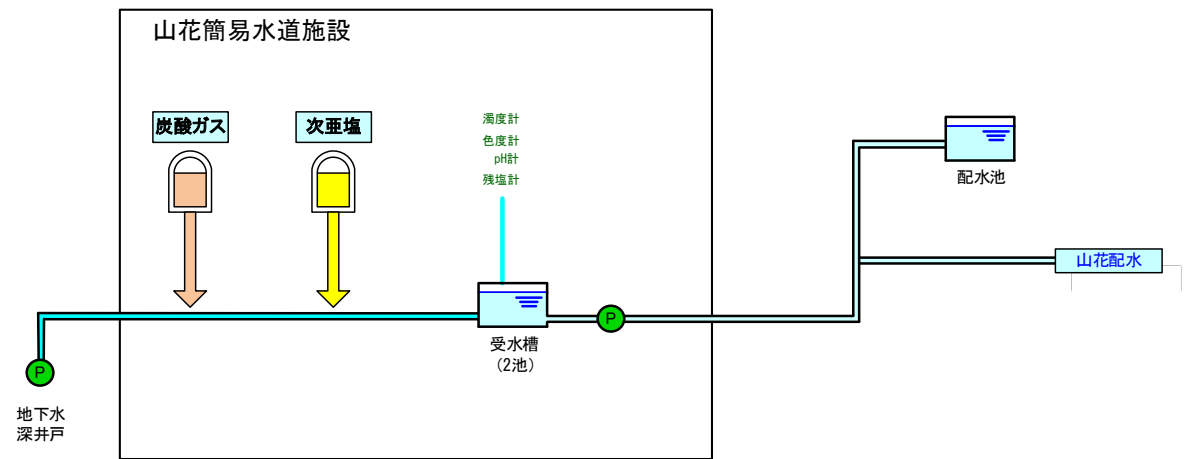 山花簡易水道施設
炭酸ガス
次亜塩
濁度計
色度計
pH計
残塩計
配水池
山花配水
P
受水槽
（2池）
P
地下水
深井戸